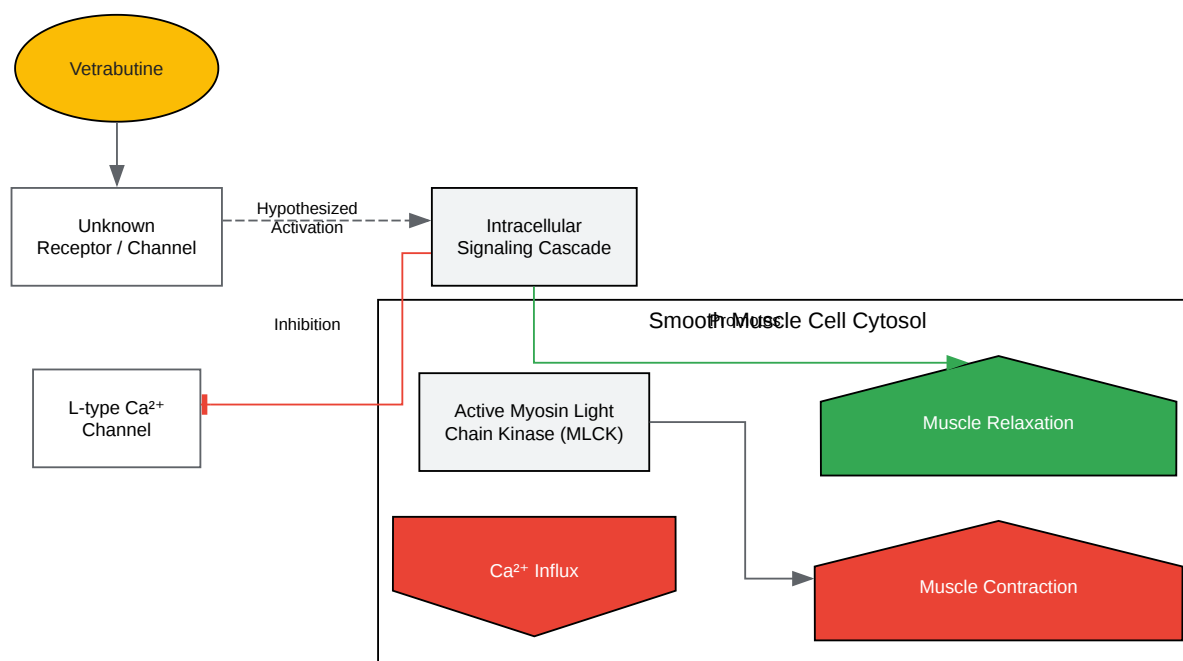 Vetrabutine
Unknown
Receptor / Channel
Hypothesized
Activation
Intracellular
Signaling Cascade
Inhibition
Smooth Muscle Cell Cytosol
Promotes
L-type Ca²⁺
Channel
Active Myosin Light
Chain Kinase (MLCK)
Muscle Relaxation
Ca²⁺ Influx
Muscle Contraction